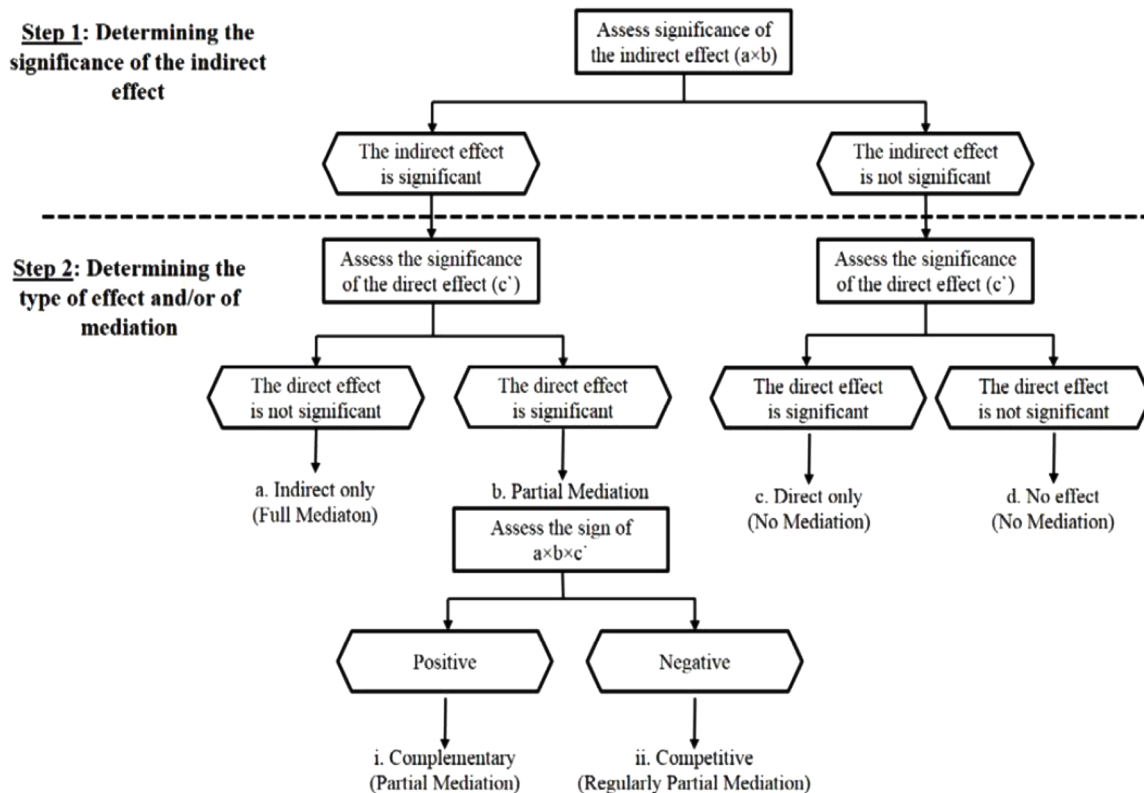 Step 1: Determining the
significance of the indirect
effect
Assess significance of
the indirect effect (a×b)
The indirect effect
is significant
The indirect effect
is not significant
Step 2: Determining the
type of effect and/or of
mediation
Assess the significance
of the direct effect (c`)
Assess the significance
of the direct effect (c`)
The direct effect
is not significant
The direct effect
is significant
The direct effect
is significant
The direct effect
is not significant
a. Indirect only
(Full Mediaton)
b. Partial Mediation
c. Direct only
(No Mediation)
d. No effect
(No Mediation)
Assess the sign of
a×b×c`
Positive
Negative
i. Complementary
(Partial Mediation)
ii. Competitive
(Regularly Partial Mediation)